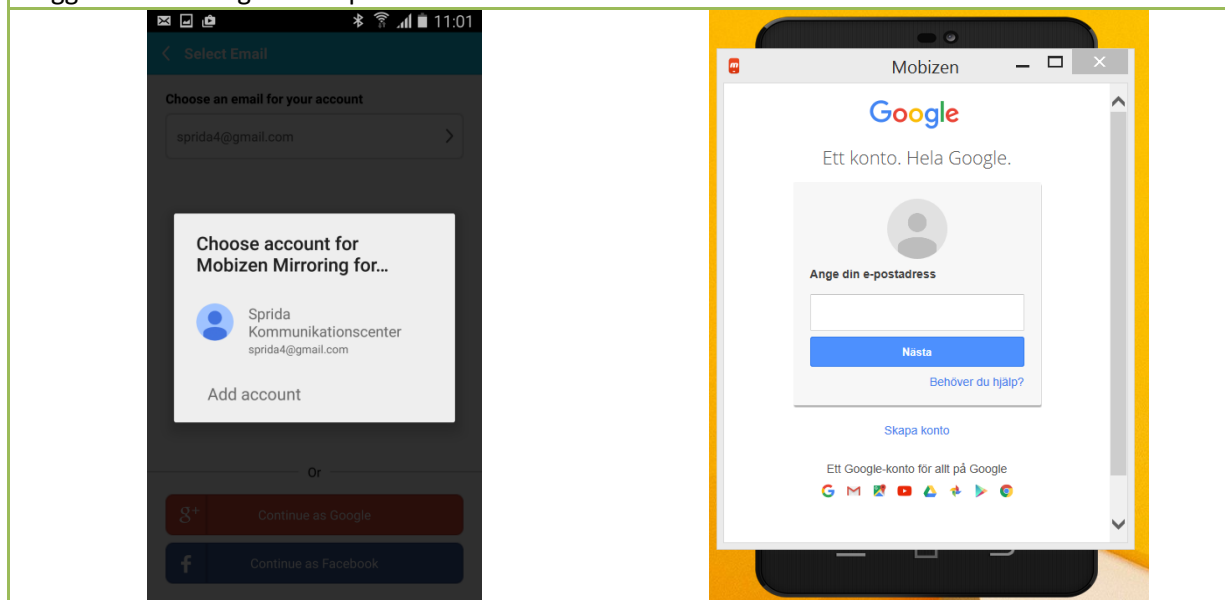 11:01
Select Email
Choose an email for your account
sprida4@gmail.com
Choose account for
Mobizen Mirroring for...
Sprida
Kommunikationscenter
sprida4@gmail.com
Add account
Or
g+ Continue as Google
f Continue as Facebook
Mobizen
Google
Ett konto. Hela Google.
Ange din e-postadress
Nästa
Behöver du hjälp?
Skapa konto
Ett Google-konto för allt på Google